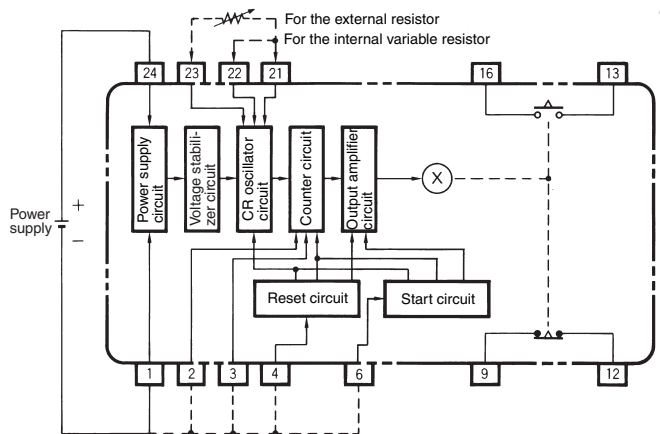 For the external resistor
For the internal variable resistor
24
23
22
21
16
13
Power supply
circuit
Voltage stabili-
zer circuit
CR oscillator
circuit
Counter circuit
Output amplifier
circuit
X
Power
supply
+
−
Reset circuit
Start circuit
1
2
3
4
6
9
12